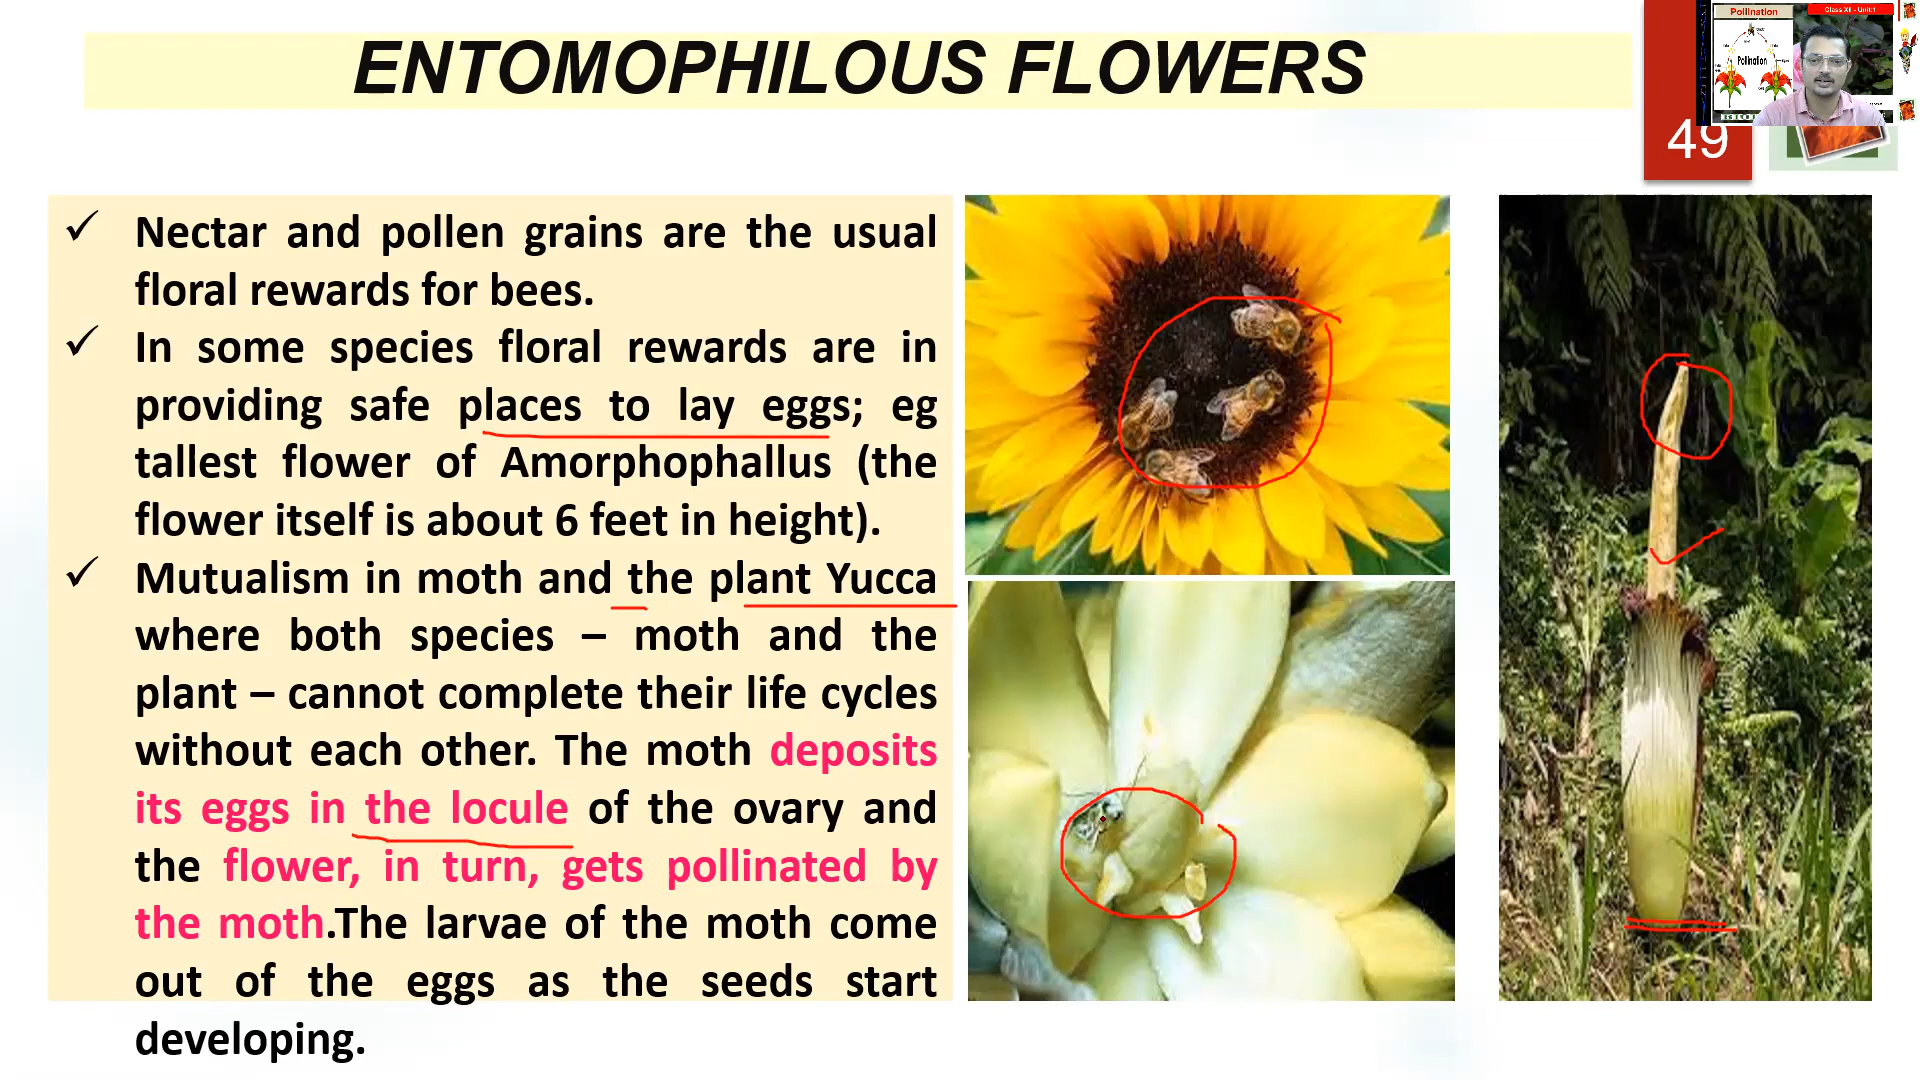 ENTOMOPHILOUS FLOWERS
Pollination
Class XII - Unit:1
Pollination
49
✓ Nectar and pollen grains are the usual
floral rewards for bees.
✓ In some species floral rewards are in
providing safe places to lay eggs; eg
tallest flower of Amorphophallus (the
flower itself is about 6 feet in height).
✓ Mutualism in moth and the plant Yucca
where both species – moth and the
plant – cannot complete their life cycles
without each other. The moth deposits
its eggs in the locule of the ovary and
the flower, in turn, gets pollinated by
the moth.The larvae of the moth come
out of the eggs as the seeds start
developing.